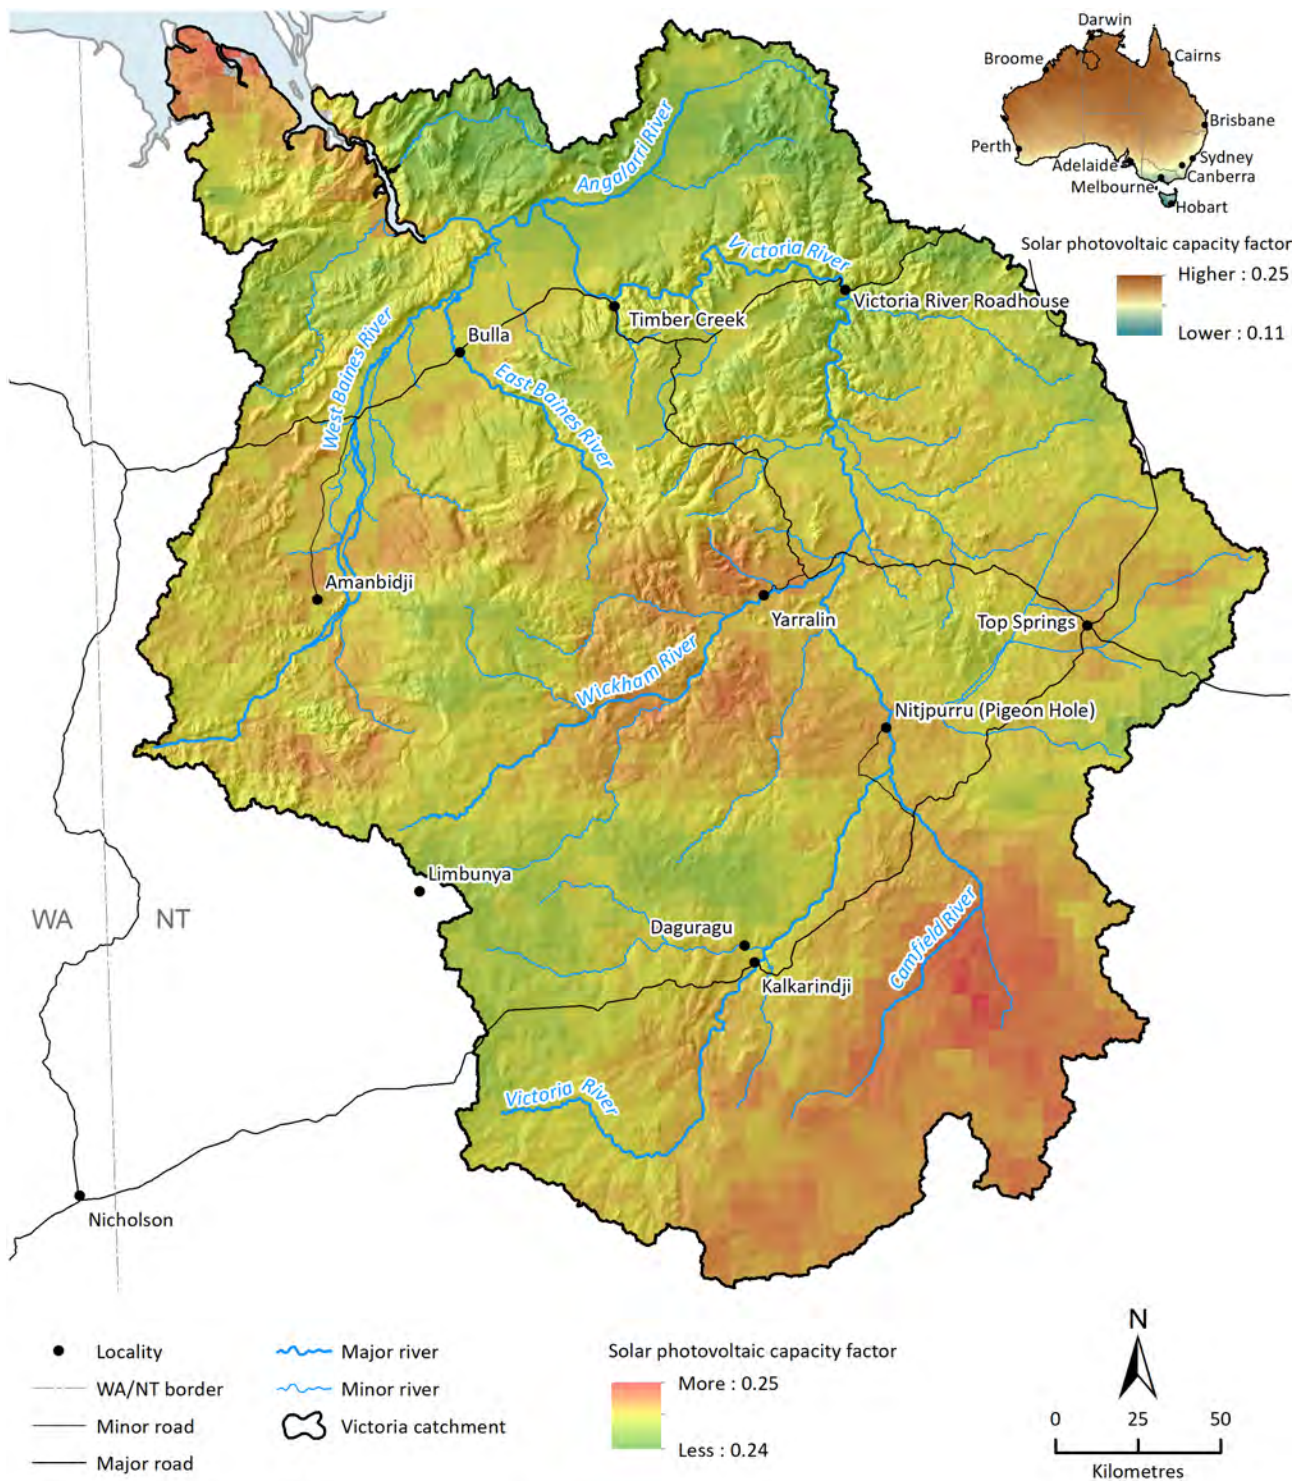 Darwin
Broome
Cairns
Brisbane
Perth
Adelaide
Sydney
Canberra
Melbourne
Hobart
Solar photovoltaic capacity factor
Higher : 0.25
Lower : 0.11
Angalarri River
Victoria River
Victoria River Roadhouse
Timber Creek
Bulla
West Baines River
East Baines River
Amanbidji
Yarralin
Top Springs
Wickham River
Nitjpurru (Pigeon Hole)
Limbunya
WA
NT
Daguragu
Camfield River
Kalkarindji
Victoria River
Nicholson
Locality
WA/NT border
Minor road
Major road
Major river
Minor river
Victoria catchment
Solar photovoltaic capacity factor
More : 0.25
Less : 0.24
N
0 25 50
Kilometres